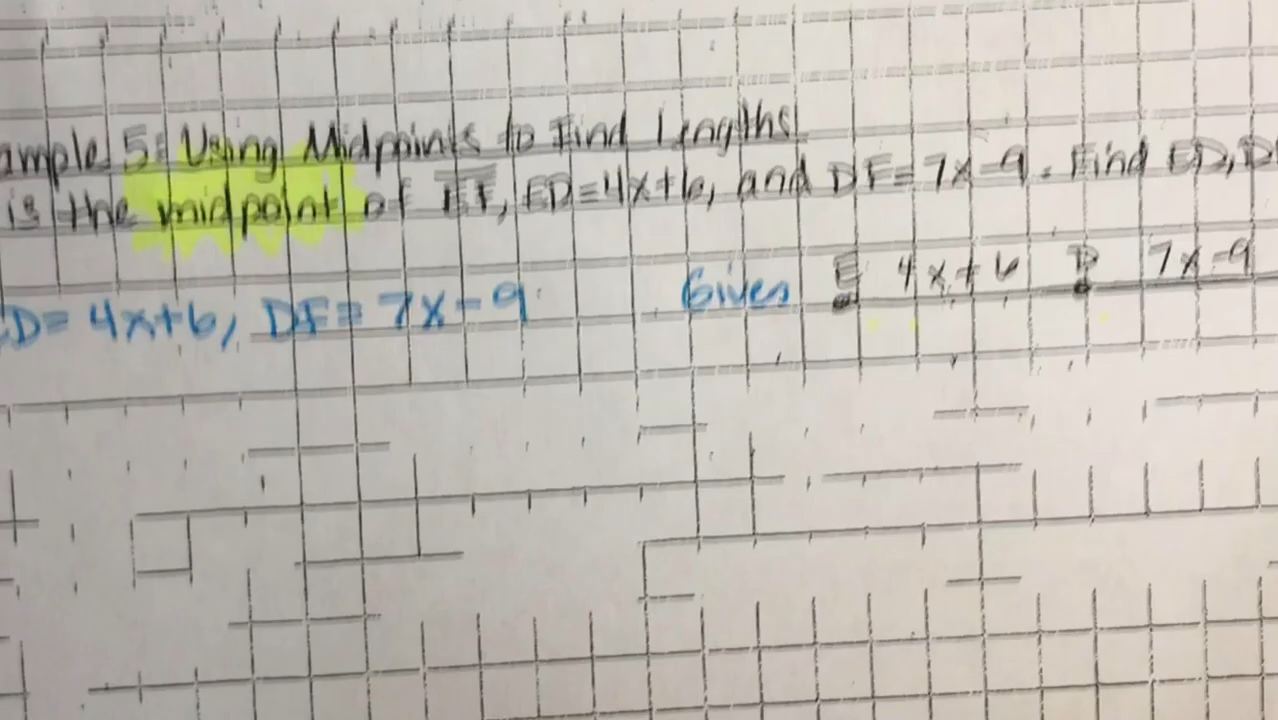 ample 5: Using Midpoints to Find Lengths
is the midpoint of EF, ED=4x+6, and DF=7x-9. Find ED, D
E 4x+6 D 7x-9
D=4x+6, DF=7x-9 Given